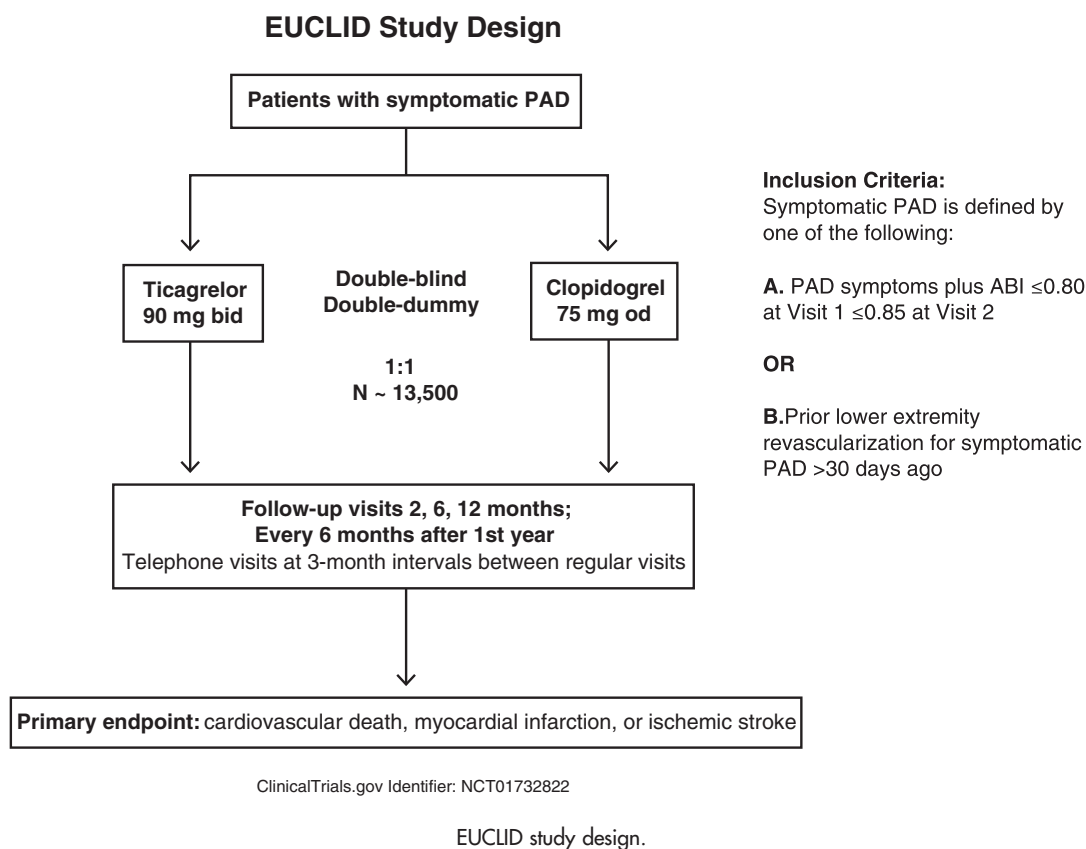 EUCLID Study Design
Patients with symptomatic PAD
Ticagrelor
90 mg bid
Double-blind
Double-dummy
1:1
N ~ 13,500
Clopidogrel
75 mg od
Inclusion Criteria:
Symptomatic PAD is defined by
one of the following:
A. PAD symptoms plus ABI ≤0.80
at Visit 1 ≤0.85 at Visit 2
OR
B.Prior lower extremity
revascularization for symptomatic
PAD >30 days ago
Follow-up visits 2, 6, 12 months;
Every 6 months after 1st year
Telephone visits at 3-month intervals between regular visits
Primary endpoint: cardiovascular death, myocardial infarction, or ischemic stroke
ClinicalTrials.gov Identifier: NCT01732822
EUCLID study design.